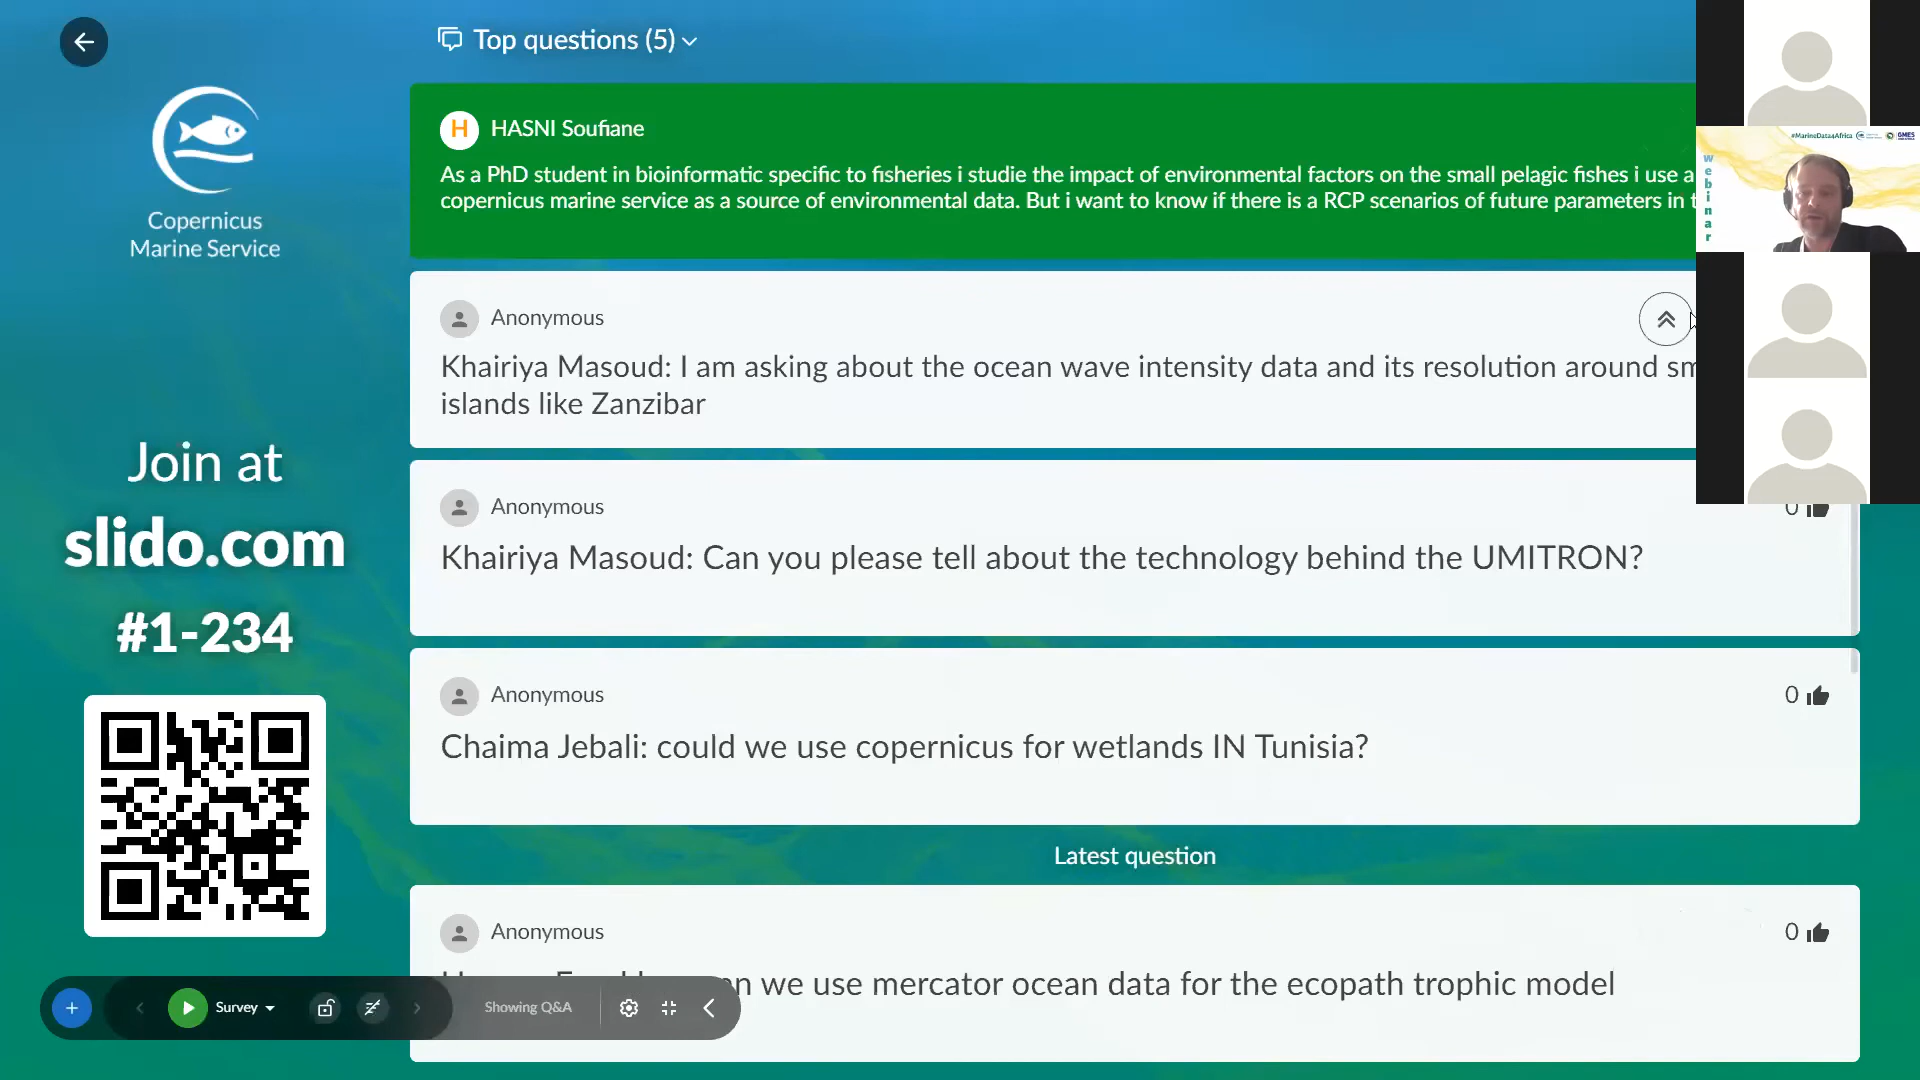 Top questions (5)
Copernicus
Marine Service
Join at
slido.com
#1-234
H HASNI Soufiane
As a PhD student in bioinformatic specific to fisheries i studie the impact of environmental factors on the small pelagic fishes i use a
copernicus marine service as a source of environmental data. But i want to know if there is a RCP scenarios of future parameters in
Anonymous
Khairiya Masoud: I am asking about the ocean wave intensity data and its resolution around
islands like Zanzibar
Anonymous
0
Khairiya Masoud: Can you please tell about the technology behind the UMITRON?
Anonymous
0
Chaima Jebali: could we use copernicus for wetlands IN Tunisia?
Latest question
Anonymous
0
we use mercator ocean data for the ecopath trophic model
Survey
Showing Q&A
#MarineData4Africa
GMES
webinar